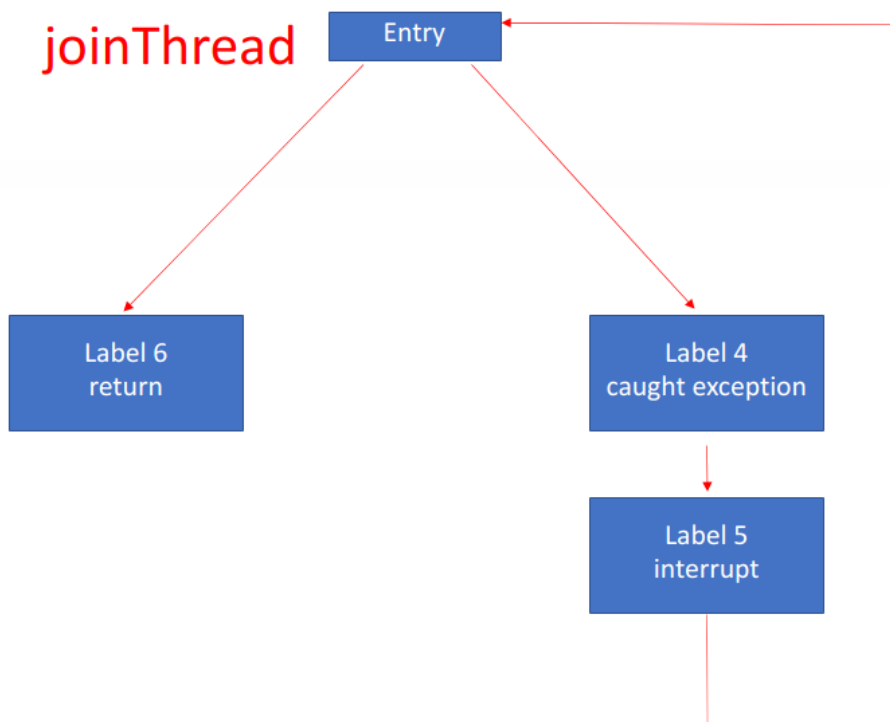 joinThread
Entry
Label 6
return
Label 4
caught exception
Label 5
interrupt